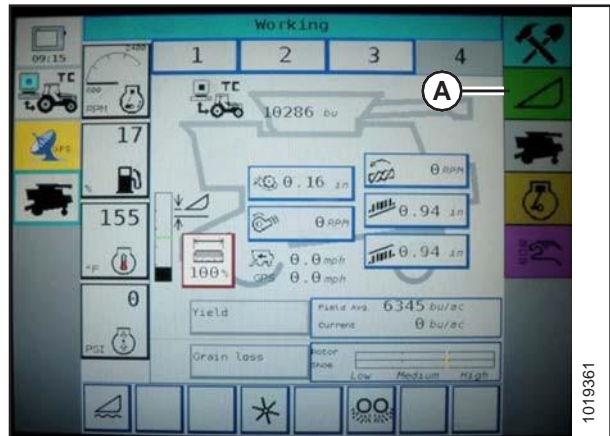 Working
09:15
2400
600
RPM
1
2
3
4
A
TC
TC
10286 bu
GPS
17
%
0.16 in
0 RPM
0 RPM
0.94 in
155
°F
0.0 mph
GPS 0.0 mph
0.94 in
100%
0
PSI
Yield
Field Avg. 6345 bu/ac
Current 0 bu/ac
Grain loss
Rotor
Shoe
Low Medium High
1019361